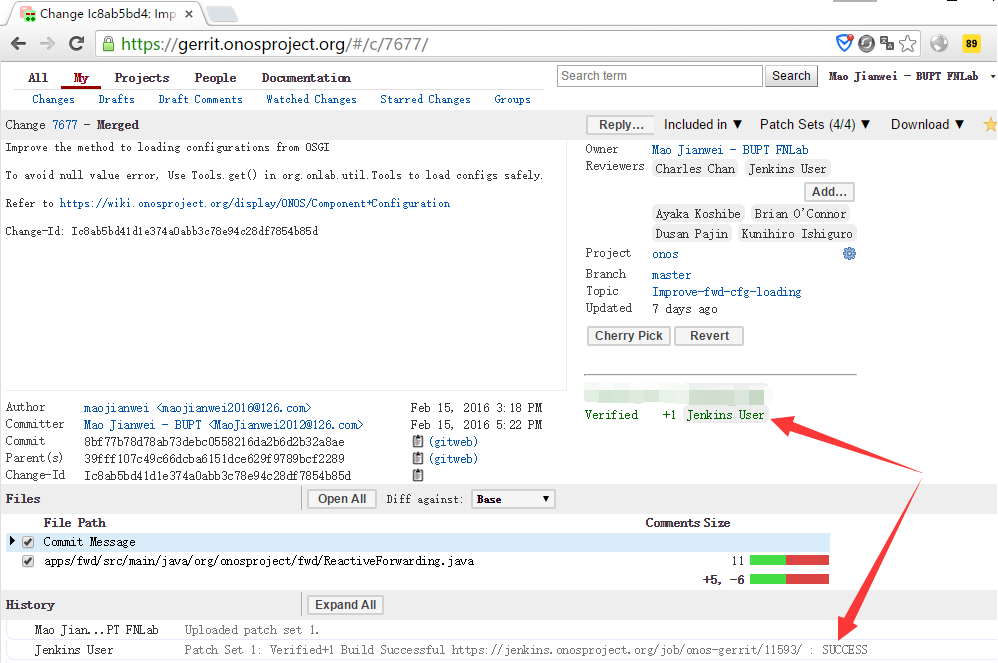 Change Ic8ab5bd4: Imp
https://gerrit.onosproject.org/#/c/7677/
89
All My Projects People Documentation
Search term Search Mao Jianwei - BUPT FNLab
Changes Drafts Draft Comments Watched Changes Starred Changes Groups
Change 7677 - Merged
Reply... Included in ▼ Patch Sets (4/4) ▼ Download ▼
Improve the method to loading configurations from OSGI
To avoid null value error, Use Tools.get() in org.onlab.util.Tools to load configs safely.
Refer to https://wiki.onosproject.org/display/ONOS/Component+Configuration
Change-Id: Ic8ab5bd41d1e374a0abb3c78e94c28df7854b85d
Owner Mao Jianwei - BUPT FNLab
Reviewers Charles Chan Jenkins User
Add...
Ayaka Koshibe Brian O'Connor
Dusan Pajin Kunihiro Ishiguro
Project onos
Branch master
Topic Improve-fwd-cfg-loading
Updated 7 days ago
Cherry Pick Revert
Verified +1 Jenkins User
Author maojianwei <maojianwei2016@126.com> Feb 15, 2016 3:18 PM
Committer Mao Jianwei - BUPT <MaoJianwei2012@126.com> Feb 15, 2016 5:22 PM
Commit 8bf77b78d78ab73debc0558216da2b6d2b32a8ae (gitweb)
Parent(s) 39fff107c49c66dcba6151dce629f9789bcf2289 (gitweb)
Change-Id Ic8ab5bd41d1e374a0abb3c78e94c28df7854b85d
Files Open All Diff against: Base
File Path Comments Size
Commit Message
apps/fwd/src/main/java/org/onosproject/fwd/ReactiveForwarding.java 11
+5, -6
History Expand All
Mao Jian...PT FNLab Uploaded patch set 1.
Jenkins User Patch Set 1: Verified+1 Build Successful https://jenkins.onosproject.org/job/onos-gerrit/11593/ : SUCCESS